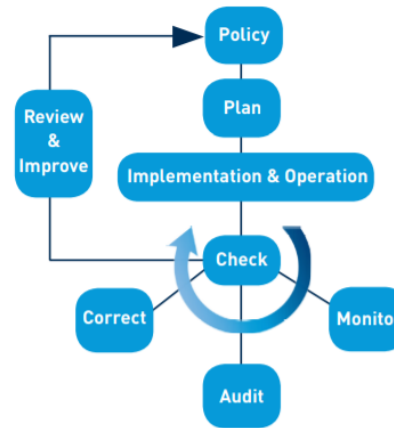 Policy
Plan
Review
&
Improve
Implementation & Operation
Check
Correct
Monito
Audit